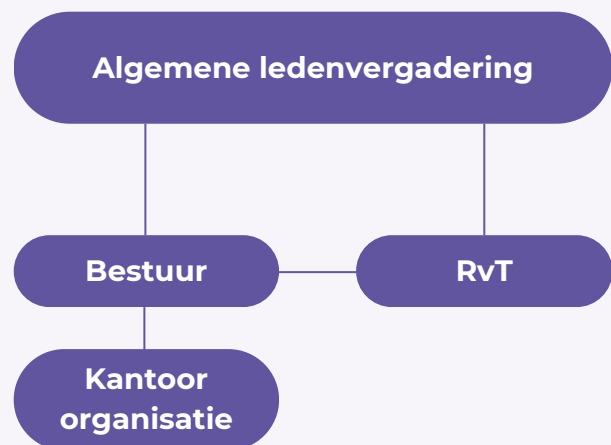 Algemene ledenvergadering
Bestuur
RvT
Kantoor
organisatie